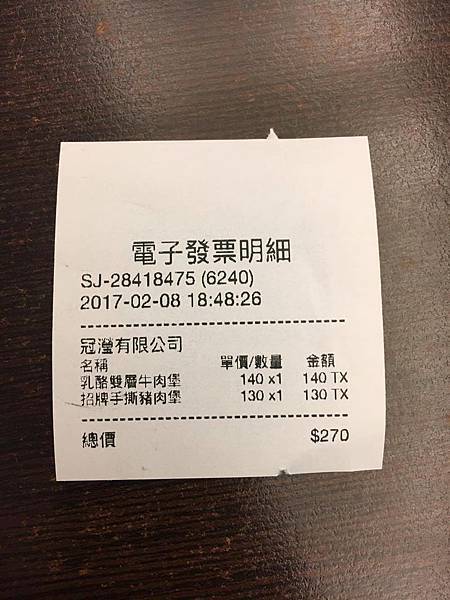 電子發票明細
SJ-28418475 (6240)
2017-02-08 18:48:26
冠瀅有限公司
名稱 單價/數量 金額
乳酪雙層牛肉堡 140 x1 140 TX
招牌手撕豬肉堡 130 x1 130 TX
總價 $270